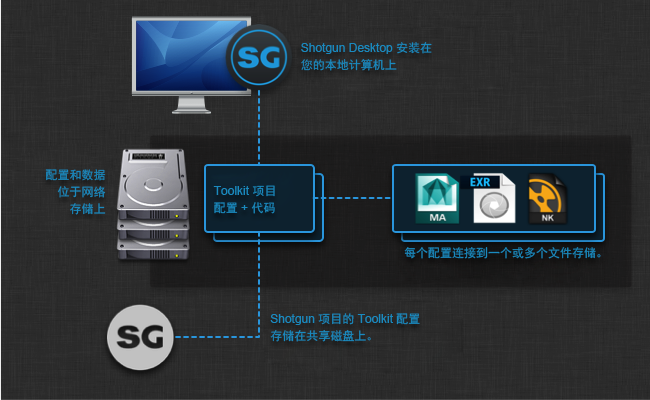 SG
Shotgun Desktop 安装在
您的本地计算机上
配置和数据
位于网络
存储上
Toolkit 项目
配置 + 代码
MA
EXR
NK
每个配置连接到一个或多个文件存储。
SG
Shotgun 项目的 Toolkit 配置
存储在共享磁盘上。